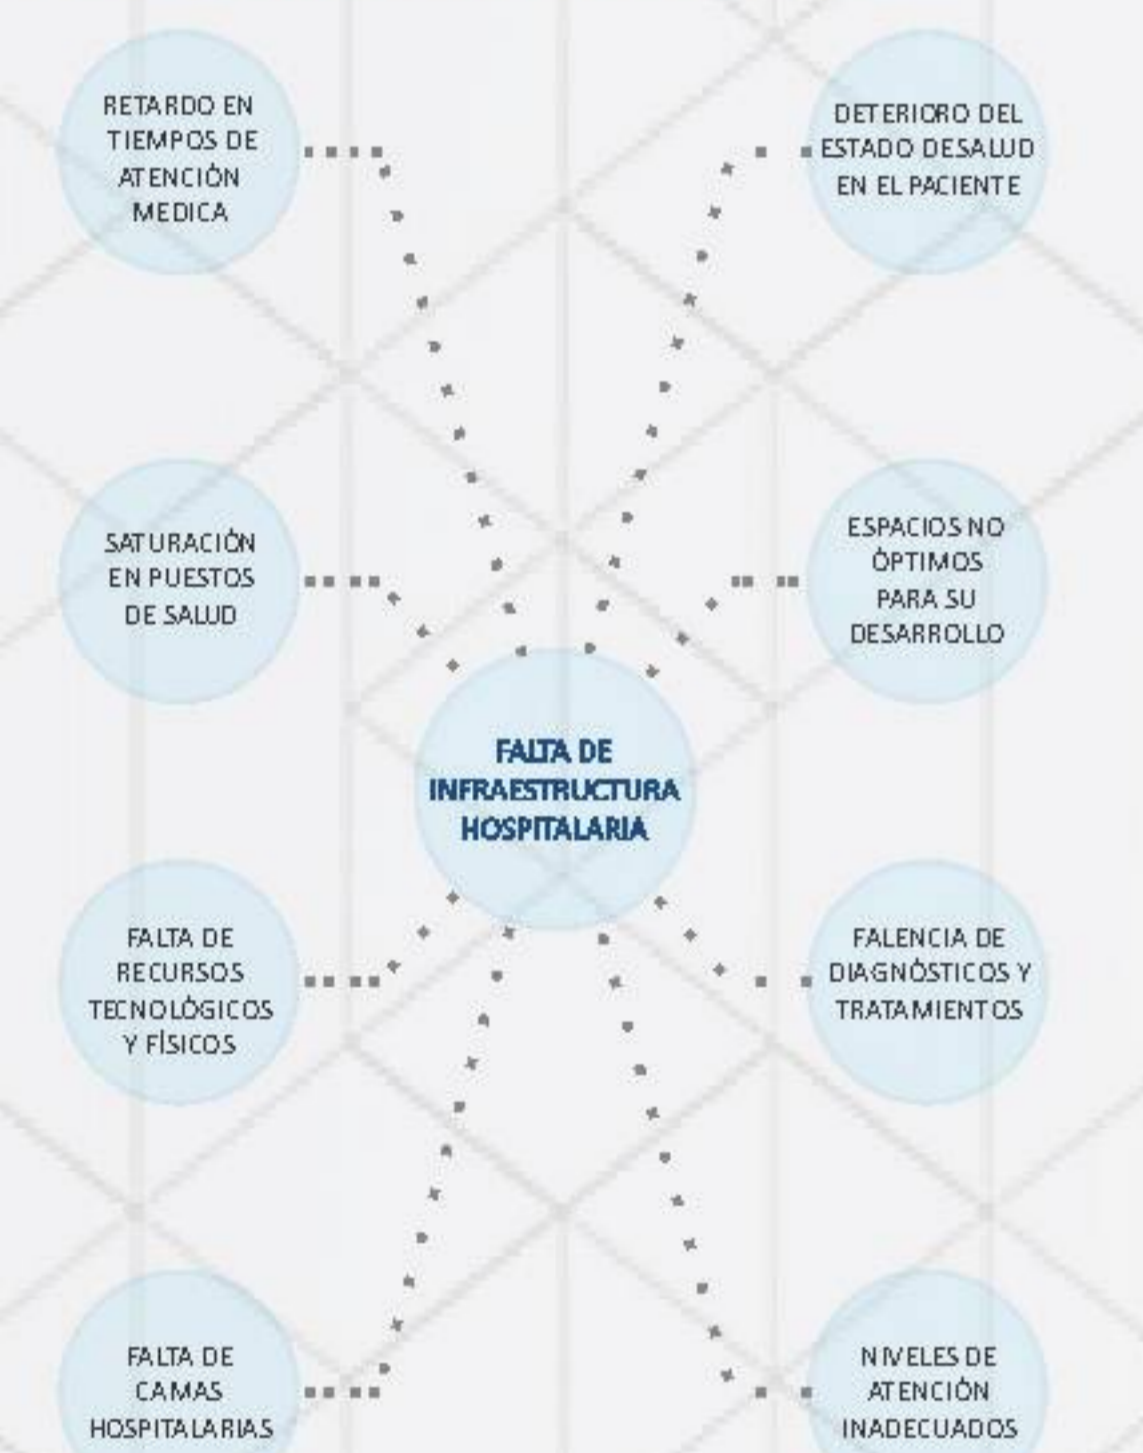 RETARDO EN
TIEMPOS DE
ATENCIÓN
MEDICA
DETERIORO DEL
ESTADO DESALUD
EN EL PACIENTE
SATURACIÓN
EN PUESTOS
DE SALUD
ESPACIOS NO
ÓPTIMOS
PARA SU
DESARROLLO
FALTA DE
INFRAESTRUCTURA
HOSPITALARIA
FALTA DE
RECURSOS
TECNOLÓGICOS
Y FÍSICOS
FALENCIA DE
DIAGNÓSTICOS Y
TRATAMIENTOS
FALTA DE
CAMAS
HOSPITALARIAS
NIVELES DE
ATENCIÓN
INADECUADOS